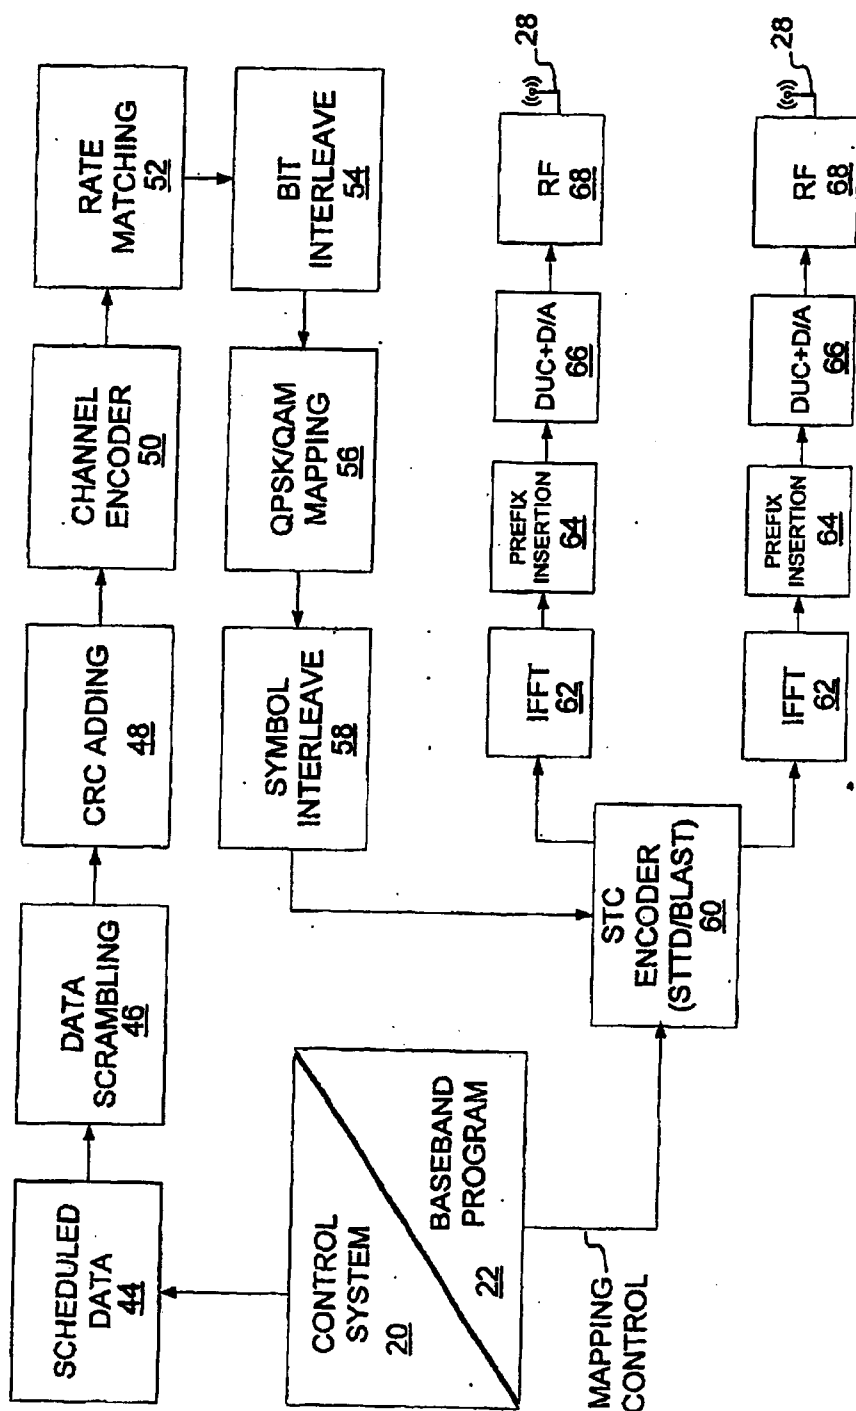 SCHEDULED
DATA
44
DATA
SCRAMBLING
46
CRC ADDING
48
CHANNEL
ENCODER
50
RATE
MATCHING
52
CONTROL
SYSTEM
20
BASEBAND
PROGRAM
22
SYMBOL
INTERLEAVE
58
QPSK/QAM
MAPPING
56
BIT
INTERLEAVE
54
MAPPING
CONTROL
STC
ENCODER
(STTD/BLAST)
60
IFFT
62
PREFIX
INSERTION
64
DUC+D/A
66
RF
68
28
IFFT
62
PREFIX
INSERTION
64
DUC+D/A
66
RF
68
28